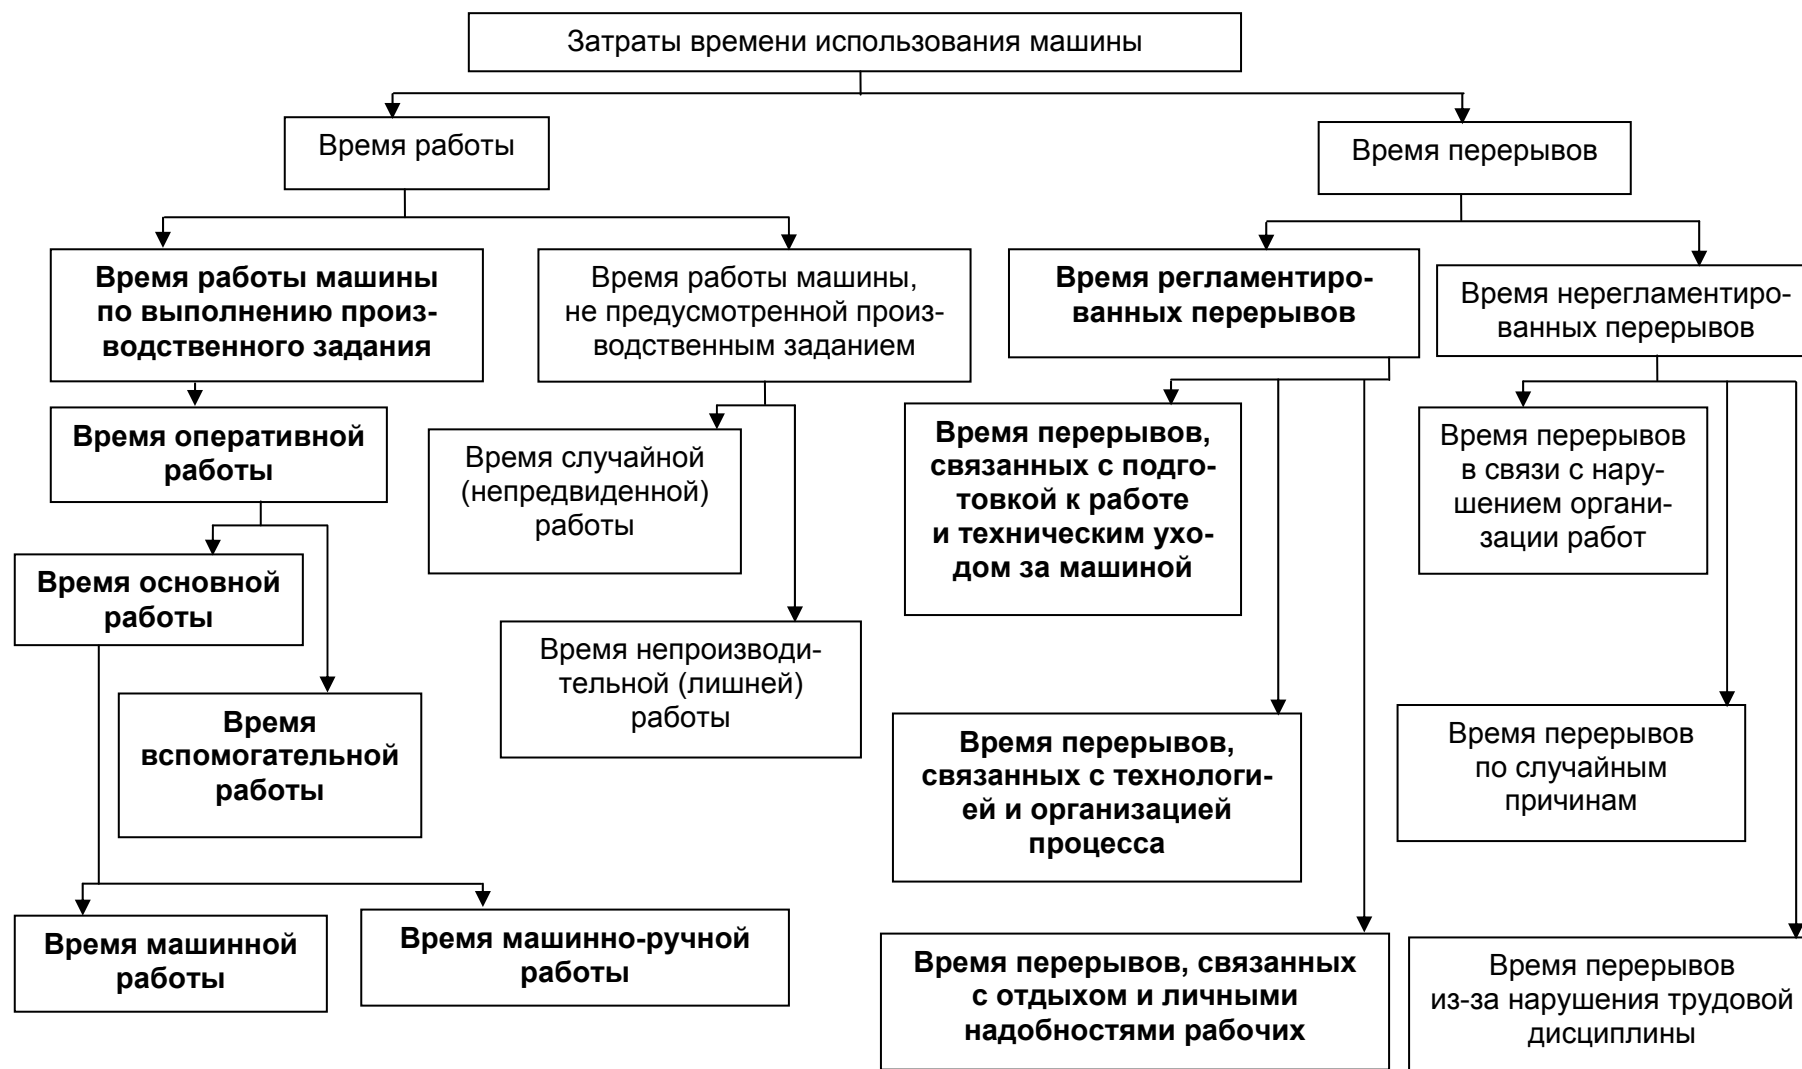 Затраты времени использования машины
Время работы
Время перерывов
Время работы машины
по выполнению произ-
водственного задания
Время работы машины,
не предусмотренной произ-
водственным заданием
Время регламентиро-
ванных перерывов
Время нерегламентиро-
ванных перерывов
Время оперативной
работы
Время случайной
(непредвиденной)
работы
Время перерывов,
связанных с подго-
товкой к работе
и техническим ухо-
дом за машиной
Время перерывов
в связи с нару-
шением органи-
зации работ
Время основной
работы
Время непроизводи-
тельной (лишней)
работы
Время
вспомогательной
работы
Время перерывов,
связанных с технологи-
ей и организацией
процесса
Время перерывов
по случайным
причинам
Время машинной
работы
Время машинно-ручной
работы
Время перерывов, связанных
с отдыхом и личными
надобностями рабочих
Время перерывов
из-за нарушения трудовой
дисциплины